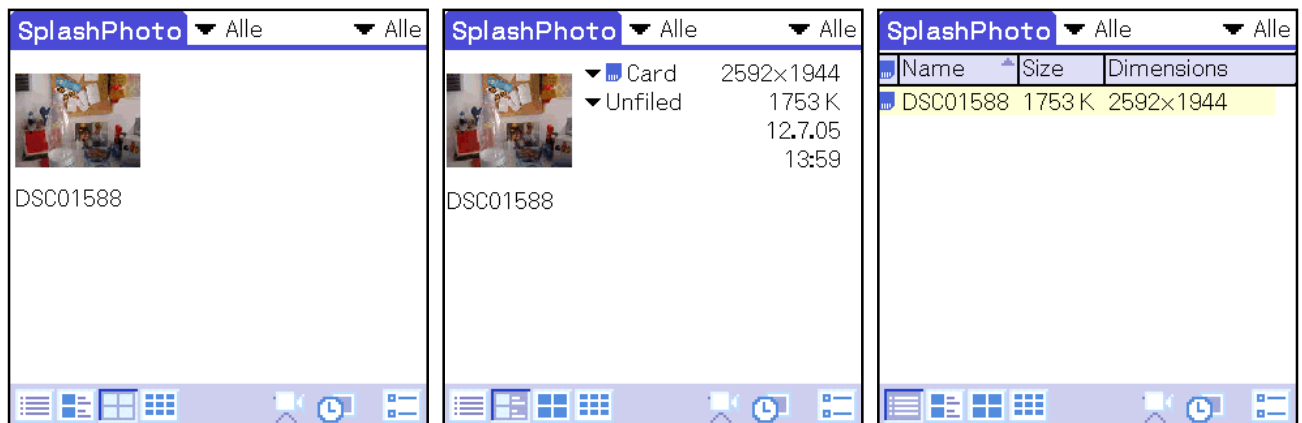 SplashPhoto Alle Alle
DSC01588
SplashPhoto Alle Alle
Card 2592×1944
Unfiled 1753 K
12.7.05
13:59
DSC01588
SplashPhoto Alle Alle
Name Size Dimensions
DSC01588 1753 K 2592×1944